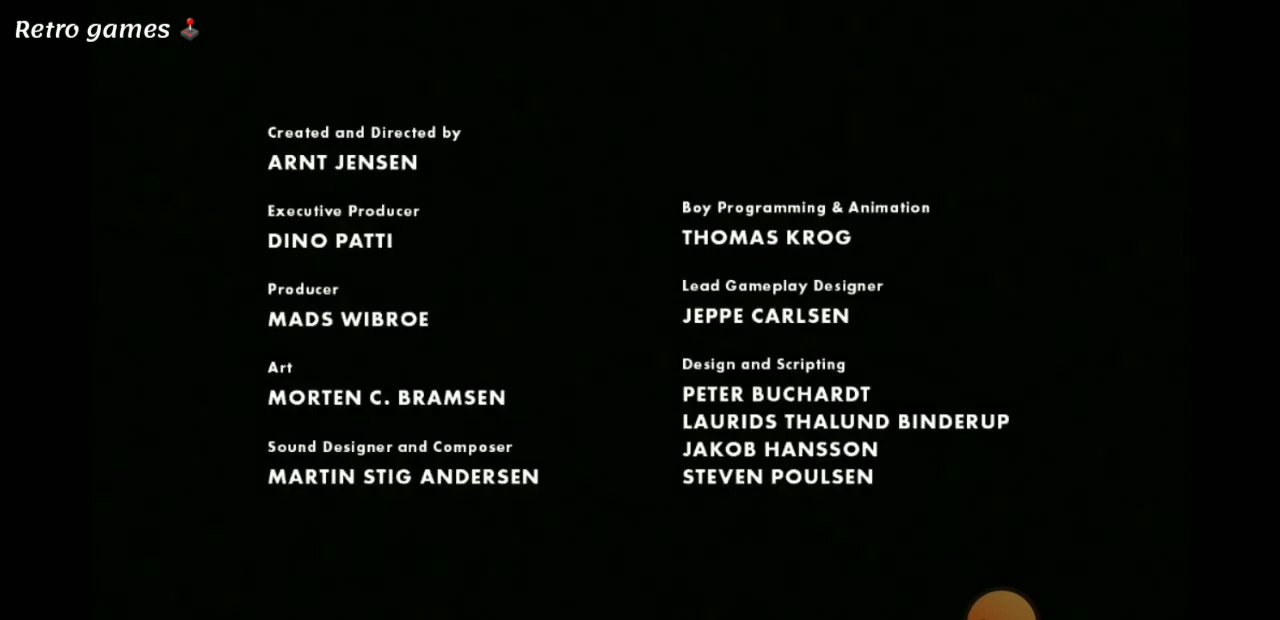 Retro games 🕹️
Created and Directed by
ARNT JENSEN
Executive Producer
DINO PATTI
Producer
MADS WIBROE
Art
MORTEN C. BRAMSEN
Sound Designer and Composer
MARTIN STIG ANDERSEN
Boy Programming & Animation
THOMAS KROG
Lead Gameplay Designer
JEPPE CARLSEN
Design and Scripting
PETER BUCHARDT
LAURIDS THALUND BINDERUP
JAKOB HANSSON
STEVEN POULSEN